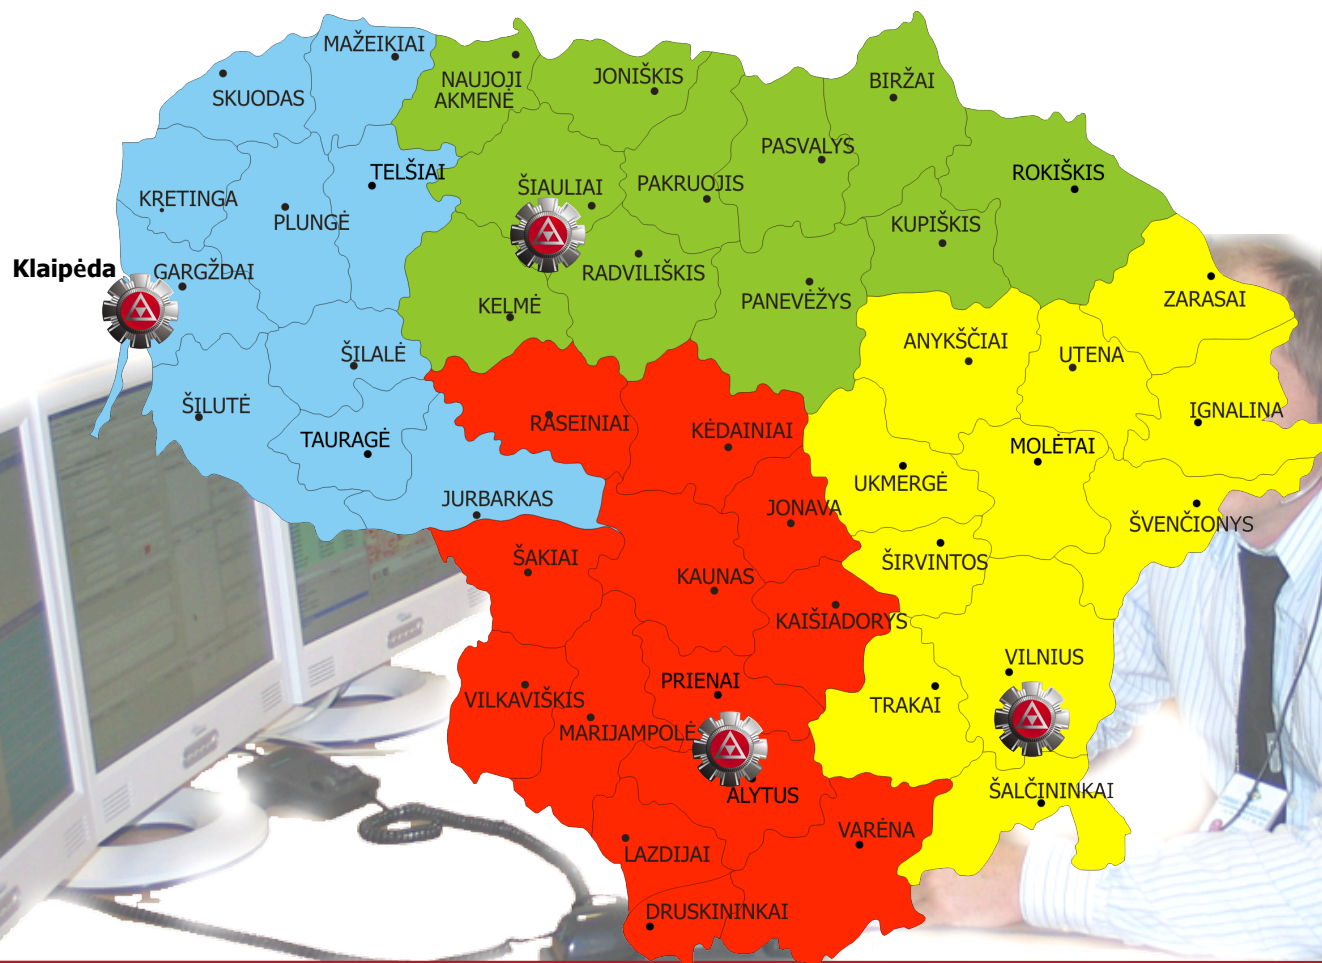 MAŽEIKIAI
SKUODAS
NAUJOJI
AKMENĖ
JONIŠKIS
BIRŽAI
PASVALYS
TELŠIAI
ROKIŠKIS
KRETINGA
PLUNGĖ
ŠIAULIAI
PAKRUOJIS
KUPIŠKIS
Klaipėda
GARGŽDAI
RADVILIŠKIS
PANEVĖŽYS
ZARASAI
KELMĖ
ŠILALĖ
ANYKŠČIAI
UTENA
ŠILUTĖ
TAURAGĖ
RASEINIAI
KĖDAINIAI
IGNALINA
MOLĖTAI
UKMERGĖ
JURBARKAS
JONAVA
ŠVENČIONYS
ŠAKIAI
KAUNAS
ŠIRVINTOS
KAIŠIADORYS
VILNIUS
PRIENAI
VILKAVIŠKIS
TRAKAI
MARIJAMPOLĖ
ALYTUS
ŠALČININKAI
VARĖNA
LAZDIJAI
DRUSKININKAI